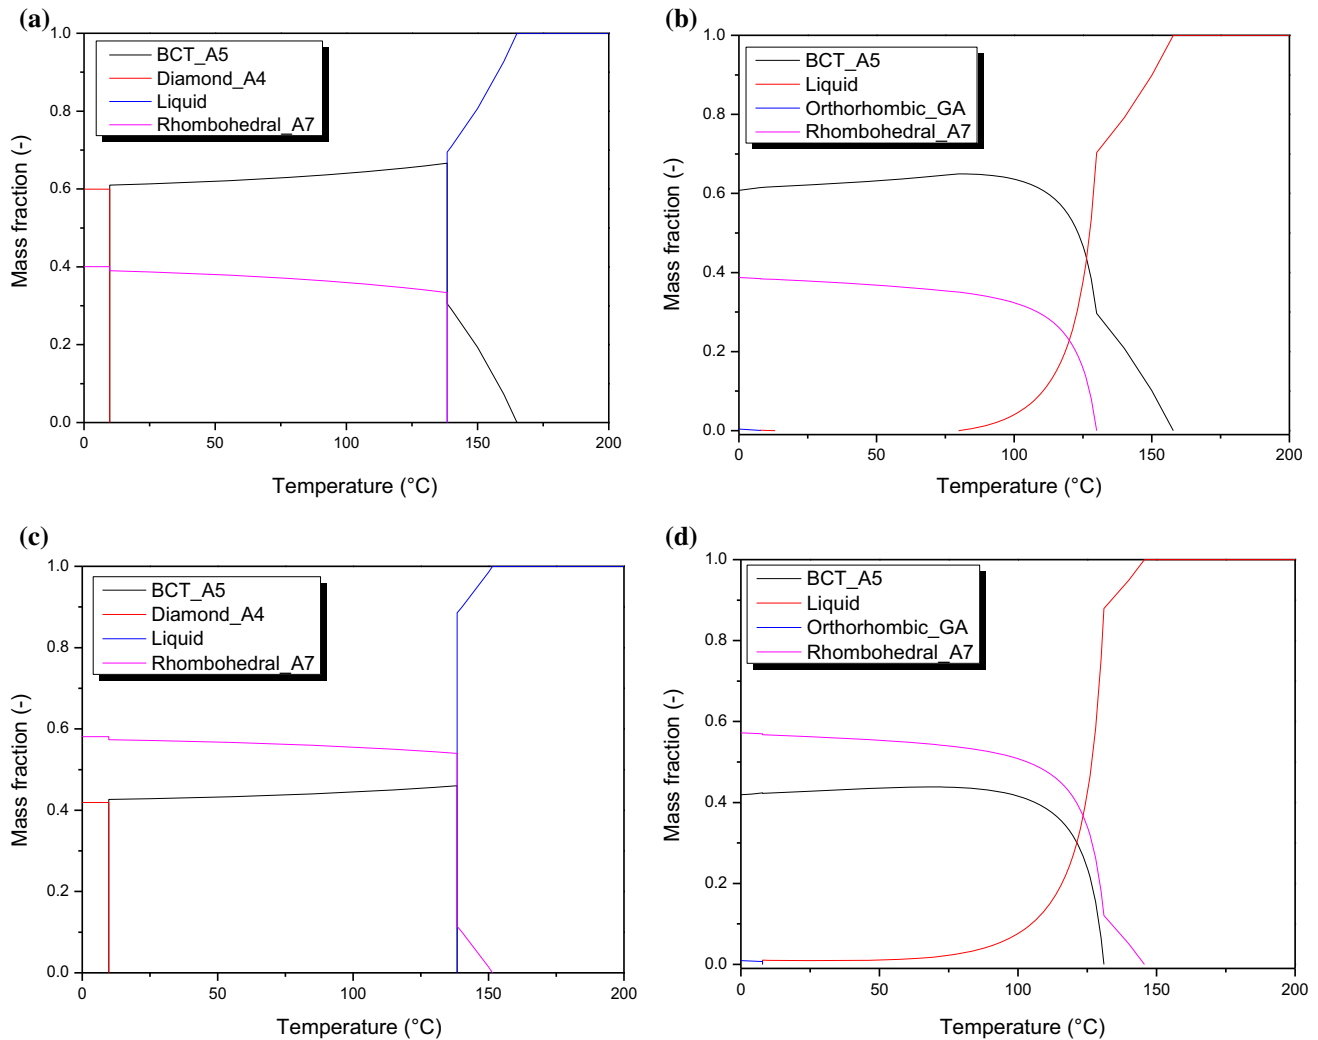 (a)
1.0
0.8
0.6
0.4
0.2
0.0
Mass fraction (-)
BCT_A5
Diamond_A4
Liquid
Rhombohedral_A7
0
50
100
150
200
Temperature (°C)
(b)
1.0
0.8
0.6
0.4
0.2
0.0
Mass fraction (-)
BCT_A5
Liquid
Orthorhombic_GA
Rhombohedral_A7
0
50
100
150
200
Temperature (°C)
(c)
1.0
0.8
0.6
0.4
0.2
0.0
Mass fraction (-)
BCT_A5
Diamond_A4
Liquid
Rhombohedral_A7
0
50
100
150
200
Temperature (°C)
(d)
1.0
0.8
0.6
0.4
0.2
0.0
Mass fraction (-)
BCT_A5
Liquid
Orthorhombic_GA
Rhombohedral_A7
0
50
100
150
200
Temperature (°C)